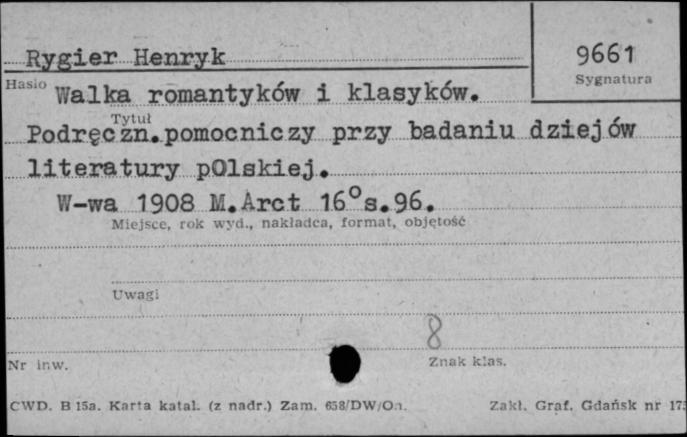 Rygier Henryk
9661
Hasło
Sygnatura
Walka romantyków i klasyków.
Tytuł
Podręczn.pomocniczy przy badaniu dziejów
literatury pOlskiej.
W-wa 1908 M.Arct 16°s.96.
Miejsce, rok wyd., nakładca, format, objętość
Uwagi
8
Nr inw.
Znak klas.
CWD. B 15a. Karta katal. (z nadr.) Zam. 658/DW/On.
Zakł. Graf. Gdańsk nr